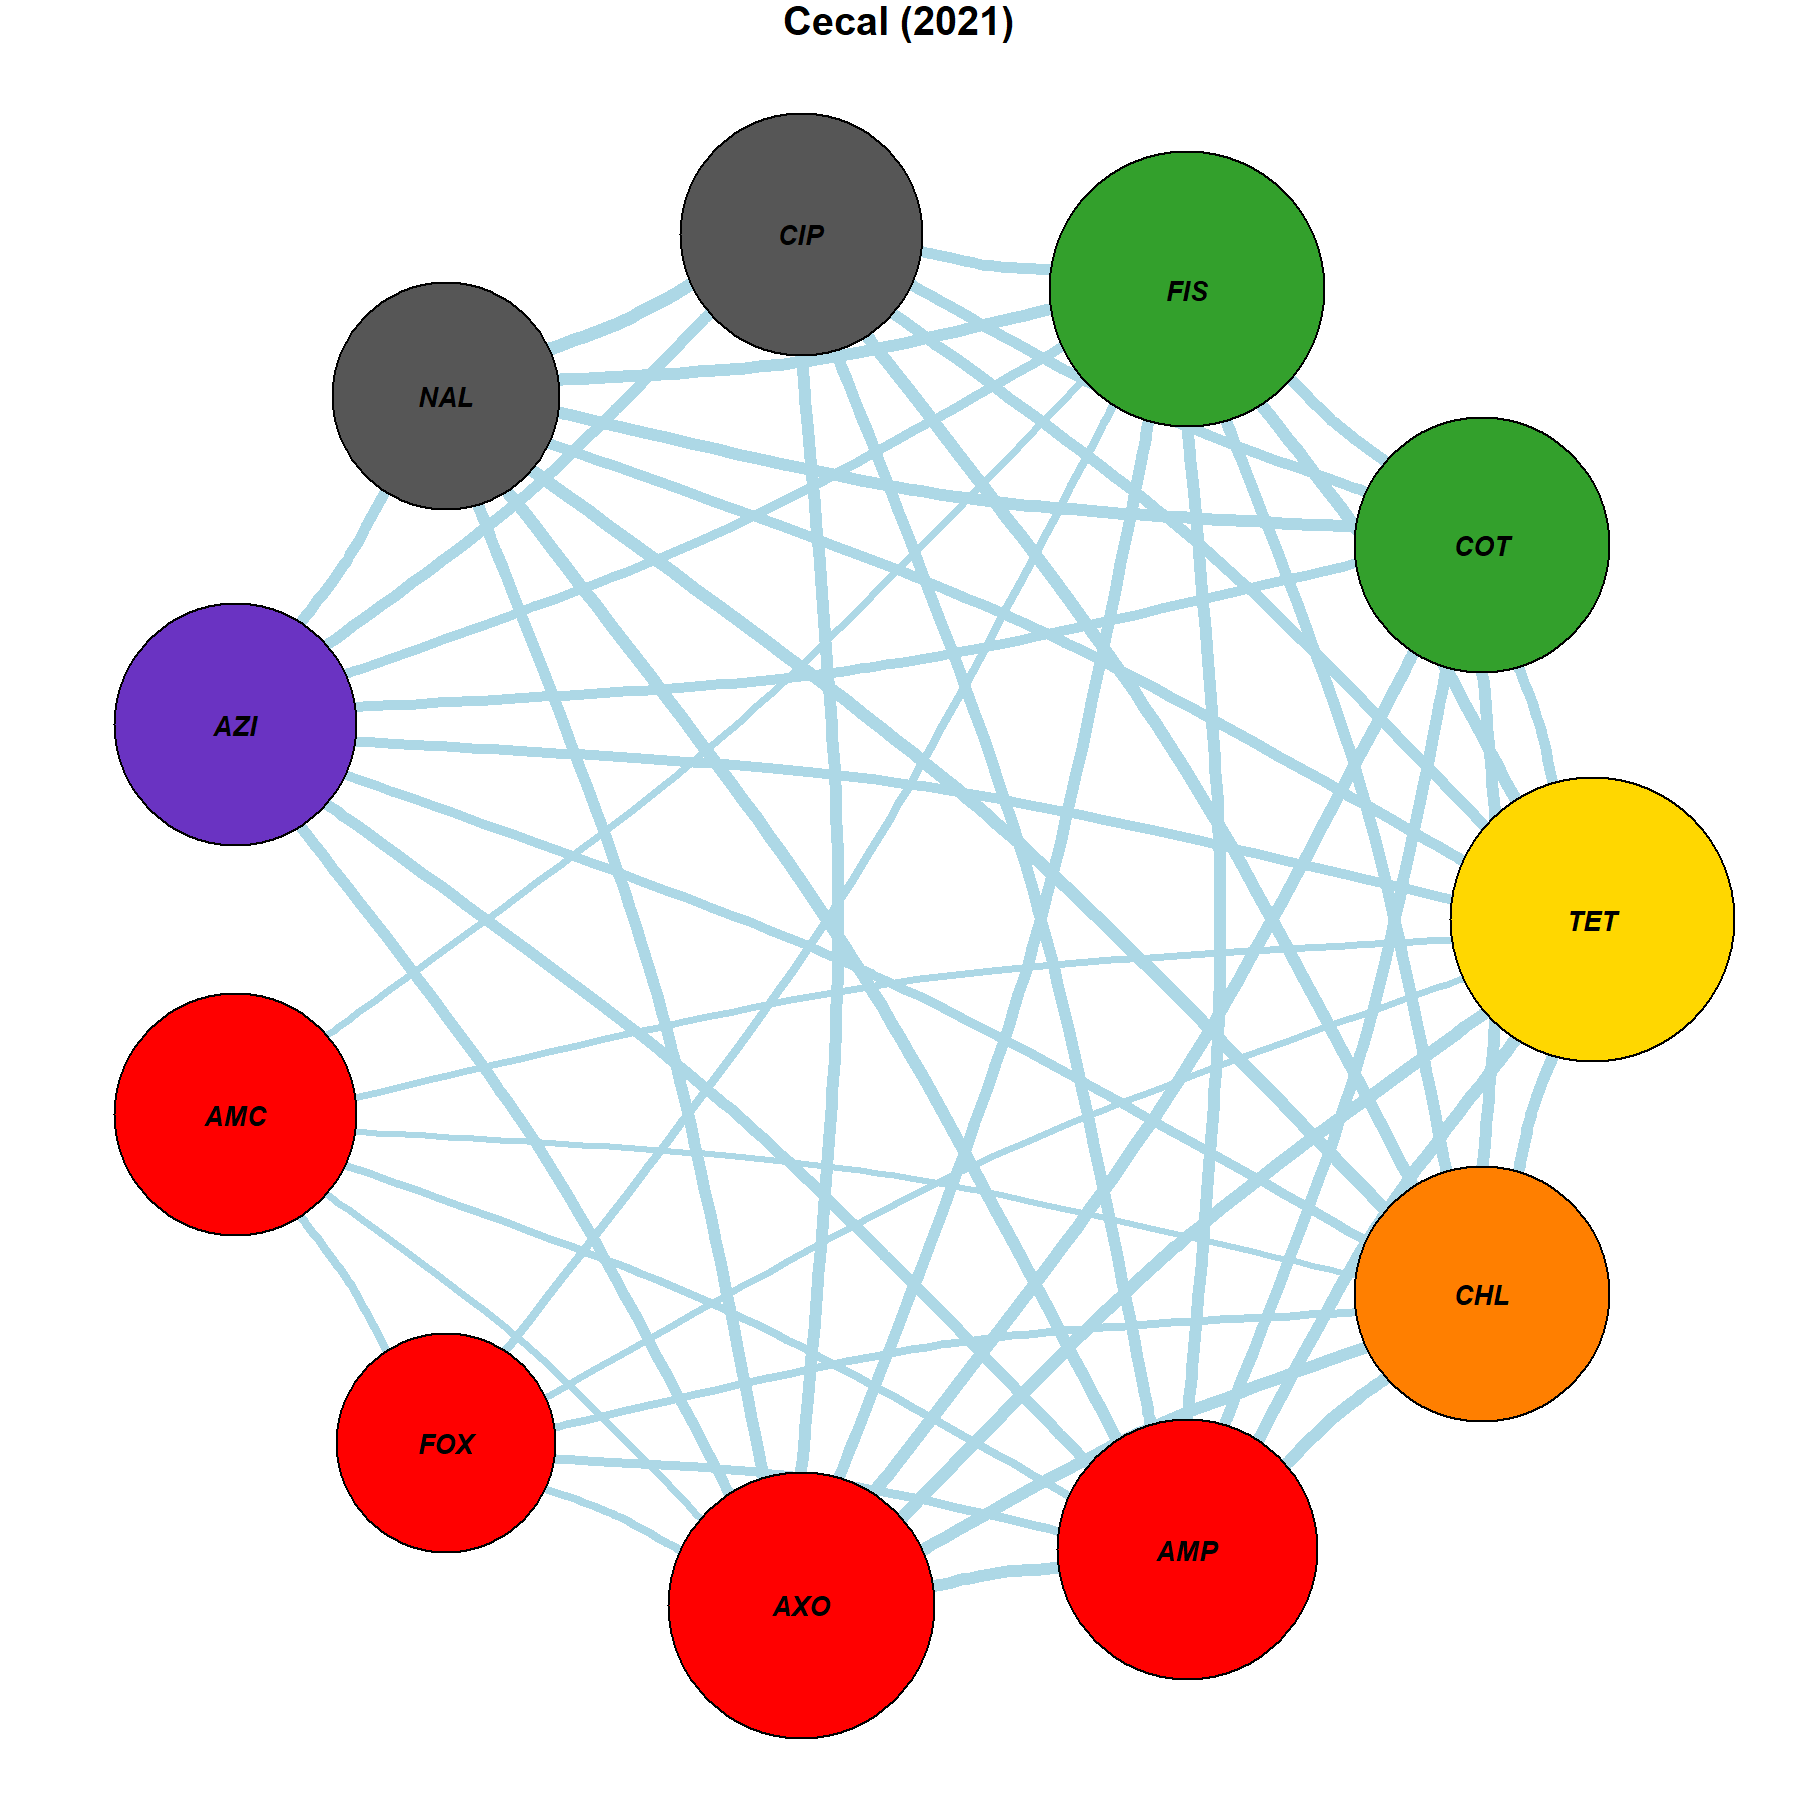 Cecal (2021)
CIP
FIS
NAL
COT
AZI
TET
AMC
CHL
FOX
AMP
AXO